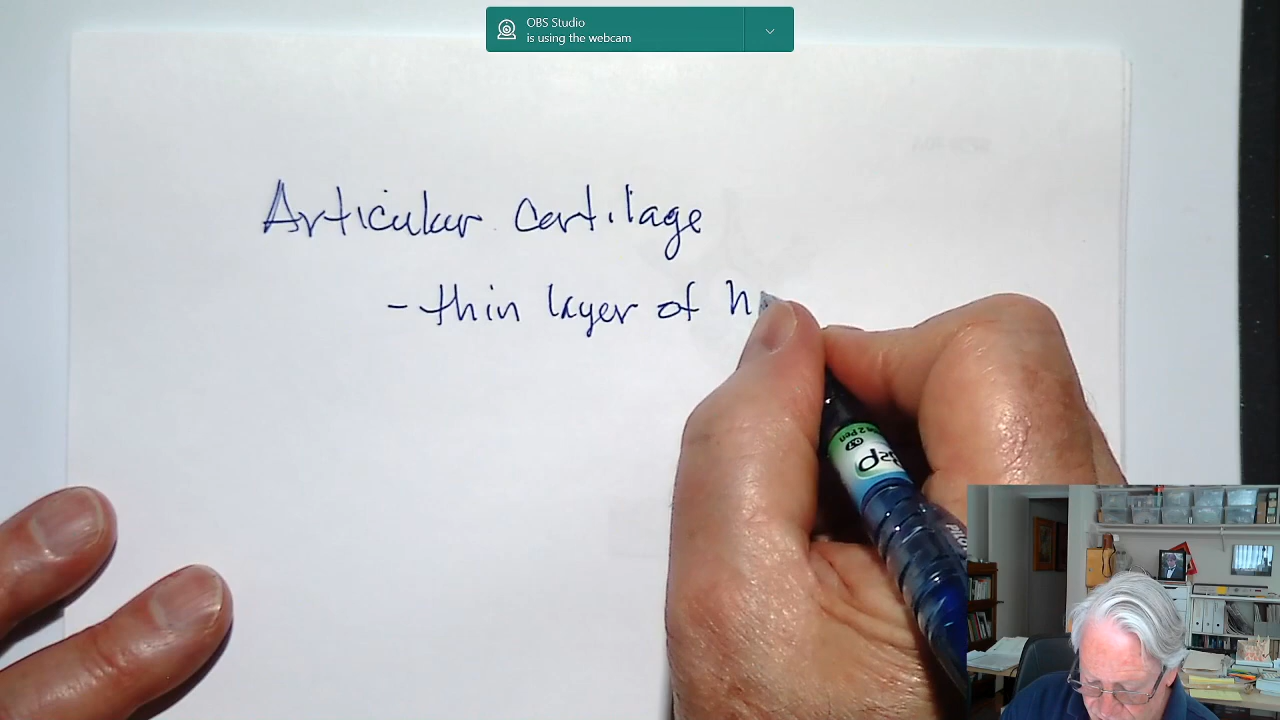 OBS Studio
is using the webcam
Articular cartilage
- thin layer of h